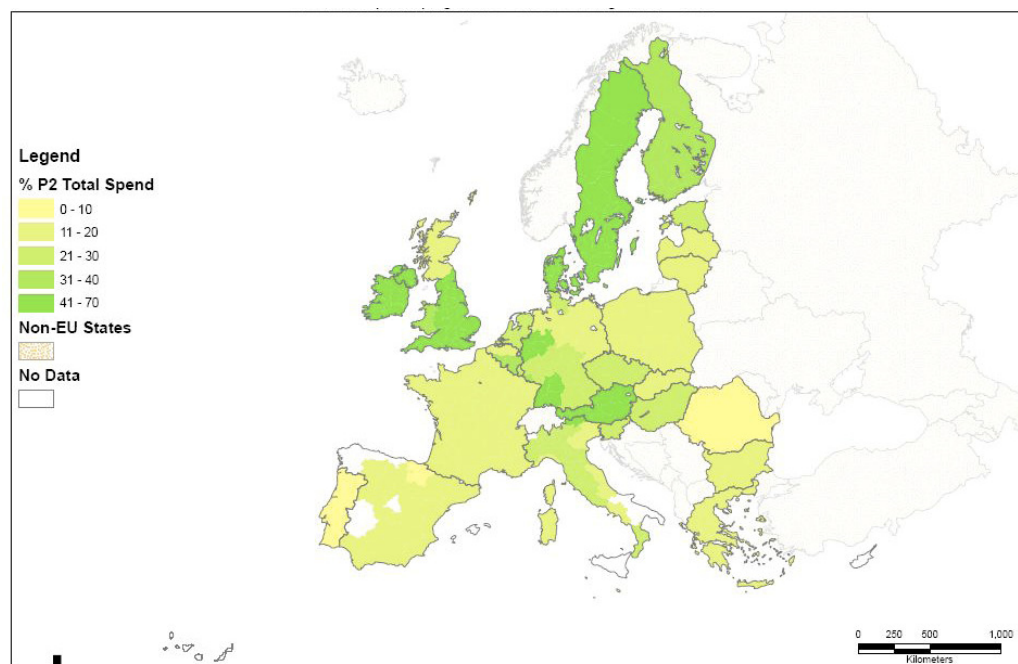 Legend
% P2 Total Spend
0 - 10
11 - 20
21 - 30
31 - 40
41 - 70
Non-EU States
No Data
0 250 500 1,000
Kilometers